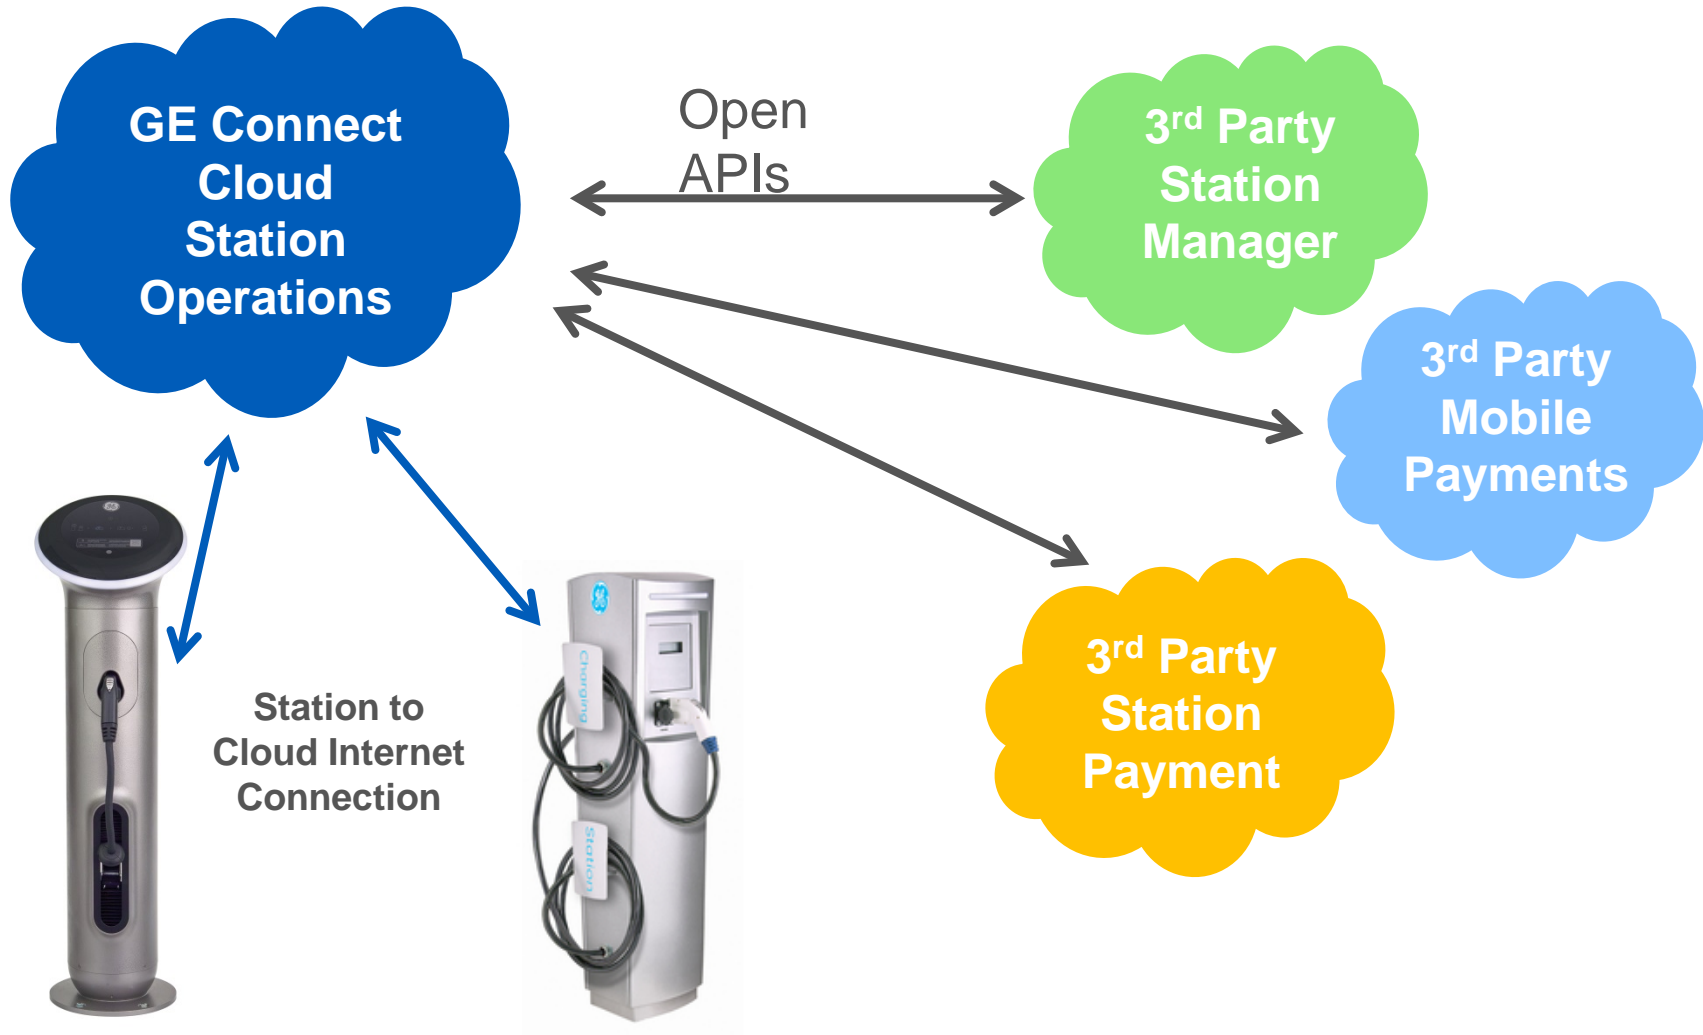 GE Connect
Cloud
Station
Operations
Open
APIs
3rd Party
Station
Manager
3rd Party
Mobile
Payments
3rd Party
Station
Payment
Station to
Cloud Internet
Connection
Charging
Station